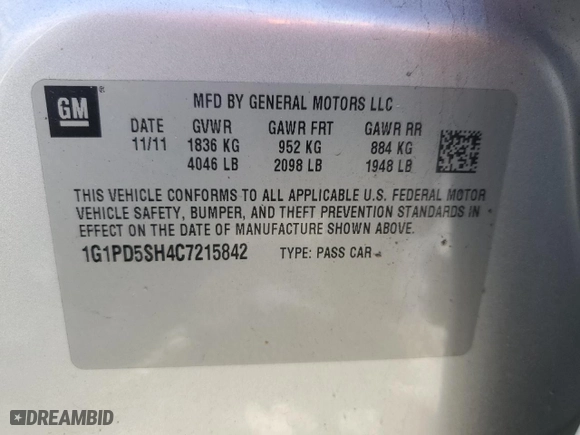 GM ®
MFD BY GENERAL MOTORS LLC
DATE GVWR GAWR FRT GAWR RR
11/11 1836 KG 952 KG 884 KG
4046 LB 2098 LB 1948 LB
THIS VEHICLE CONFORMS TO ALL APPLICABLE U.S. FEDERAL MOTOR
VEHICLE SAFETY, BUMPER, AND THEFT PREVENTION STANDARDS IN
EFFECT ON THE DATE OF MANUFACTURE SHOWN ABOVE.
1G1PD5SH4C7215842 TYPE: PASS CAR
DREAMBID